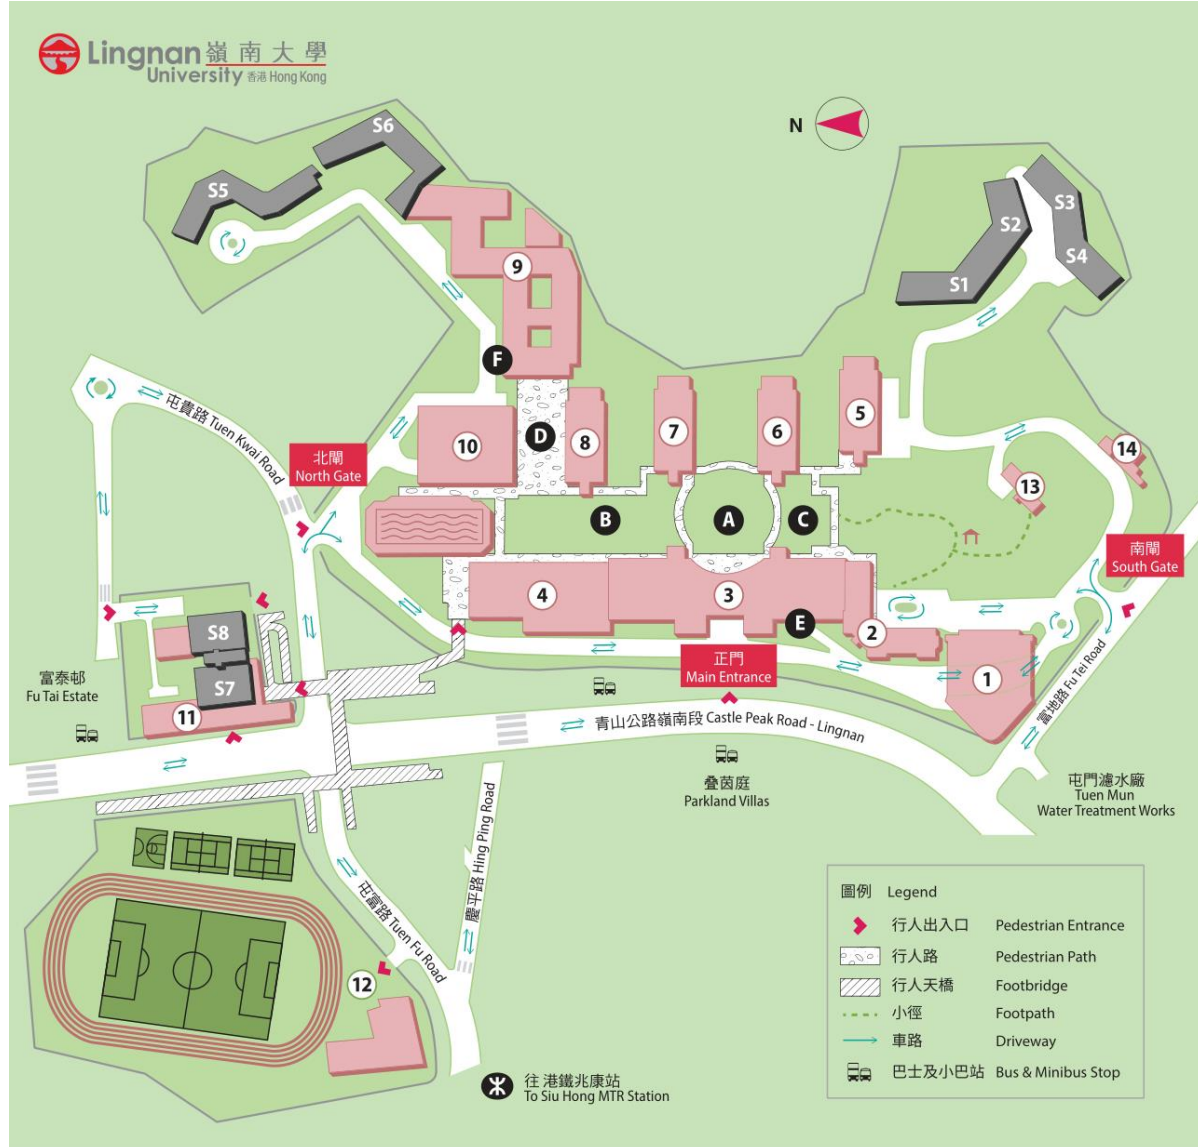 Lingnan 嶺南大學
University 香港 Hong Kong
N
S6
S5
S3
S2
S4
S1
9
F
5
7
6
10
D
8
14
13
屯貴路 Tuen Kwai Road
北閘
North Gate
B
A
C
南閘
South Gate
4
3
E
2
1
S8
S7
11
富泰邨
Fu Tai Estate
正門
Main Entrance
富地路 Fu Tei Road
青山公路嶺南段 Castle Peak Road - Lingnan
叠茵庭
Parkland Villas
屯門濾水廠
Tuen Mun
Water Treatment Works
慶平路 Hing Ping Road
屯富路 Tuen Fu Road
12
往 港鐵兆康站
To Siu Hong MTR Station
圖例 Legend
行人出入口 Pedestrian Entrance
行人路 Pedestrian Path
行人天橋 Footbridge
小徑 Footpath
車路 Driveway
巴士及小巴站 Bus & Minibus Stop